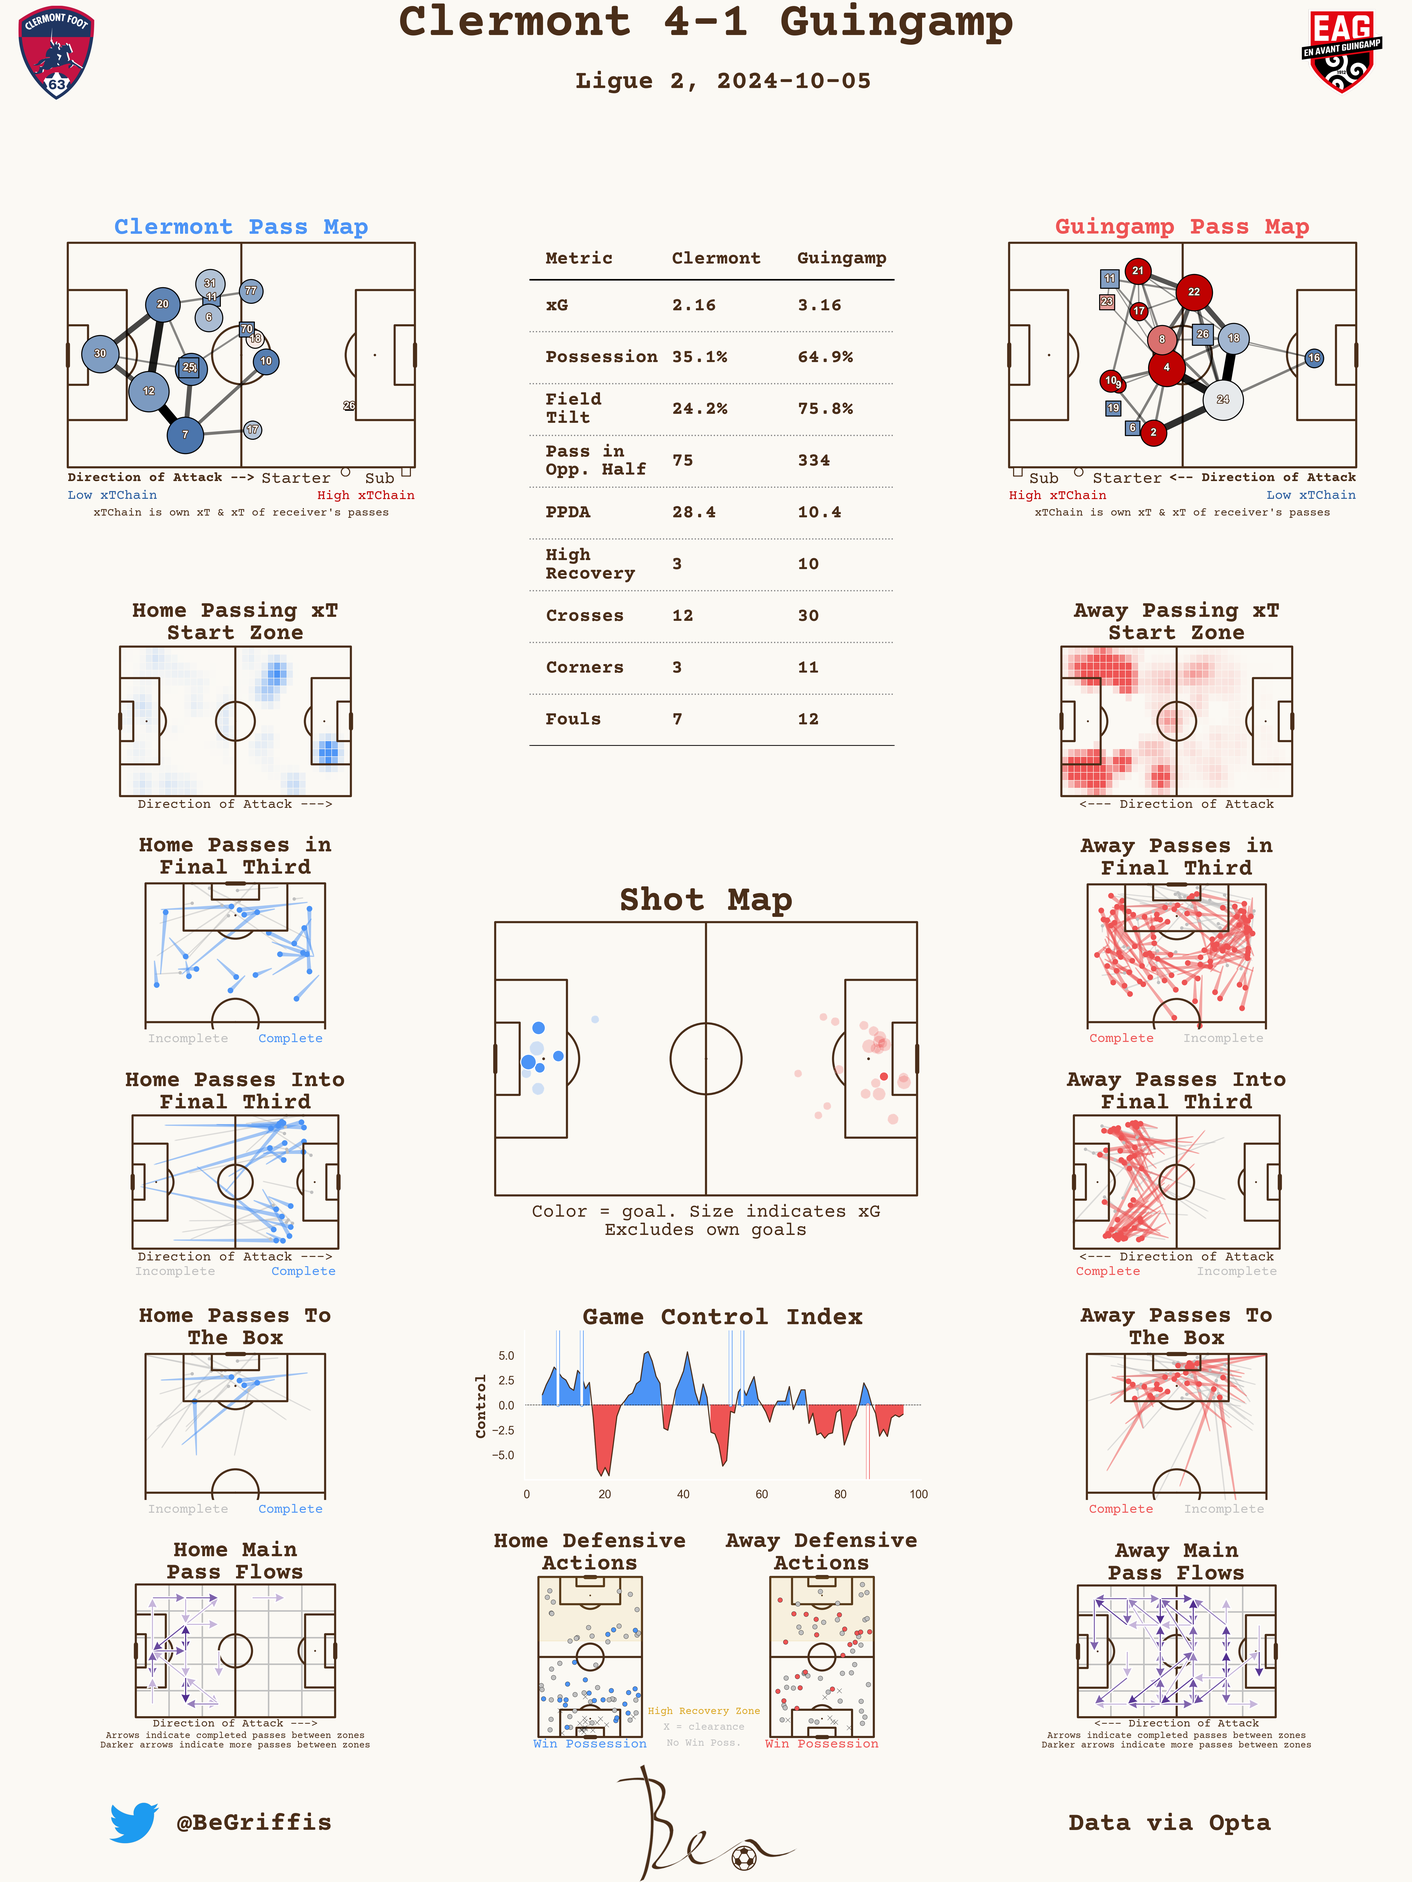 Clermont 4-1 Guingamp
Ligue 2, 2024-10-05
CLERMONT FOOT
63
EAG
EN AVANT GUINGAMP
1912
Clermont Pass Map
31
11
77
20
6
70
18
30
25
10
12
7
17
26
Direction of Attack --> Starter Sub
Low xTChain High xTChain
xTChain is own xT & xT of receiver's passes
Metric Clermont Guingamp
xG 2.16 3.16
Possession 35.1% 64.9%
Field
Tilt 24.2% 75.8%
Pass in
Opp. Half 75 334
PPDA 28.4 10.4
High
Recovery 3 10
Crosses 12 30
Corners 3 11
Fouls 7 12
Guingamp Pass Map
11
21
23
22
17
8
26
18
16
4
10
9
24
19
6
2
Sub Starter <-- Direction of Attack
High xTChain Low xTChain
xTChain is own xT & xT of receiver's passes
Home Passing xT
Start Zone
Direction of Attack --->
Away Passing xT
Start Zone
<--- Direction of Attack
Home Passes in
Final Third
Incomplete Complete
Away Passes in
Final Third
Complete Incomplete
Shot Map
Color = goal. Size indicates xG
Excludes own goals
Home Passes Into
Final Third
Direction of Attack --->
Incomplete Complete
Away Passes Into
Final Third
<--- Direction of Attack
Complete Incomplete
Home Passes To
The Box
Incomplete Complete
Game Control Index
Control
5.0
2.5
0.0
−2.5
−5.0
0 20 40 60 80 100
Away Passes To
The Box
Complete Incomplete
Home Main
Pass Flows
Direction of Attack --->
Arrows indicate completed passes between zones
Darker arrows indicate more passes between zones
Home Defensive
Actions
Win Possession
Away Defensive
Actions
Win Possession
High Recovery Zone
X = clearance
No Win Poss.
Away Main
Pass Flows
<--- Direction of Attack
Arrows indicate completed passes between zones
Darker arrows indicate more passes between zones
@BeGriffis
Ben
Data via Opta